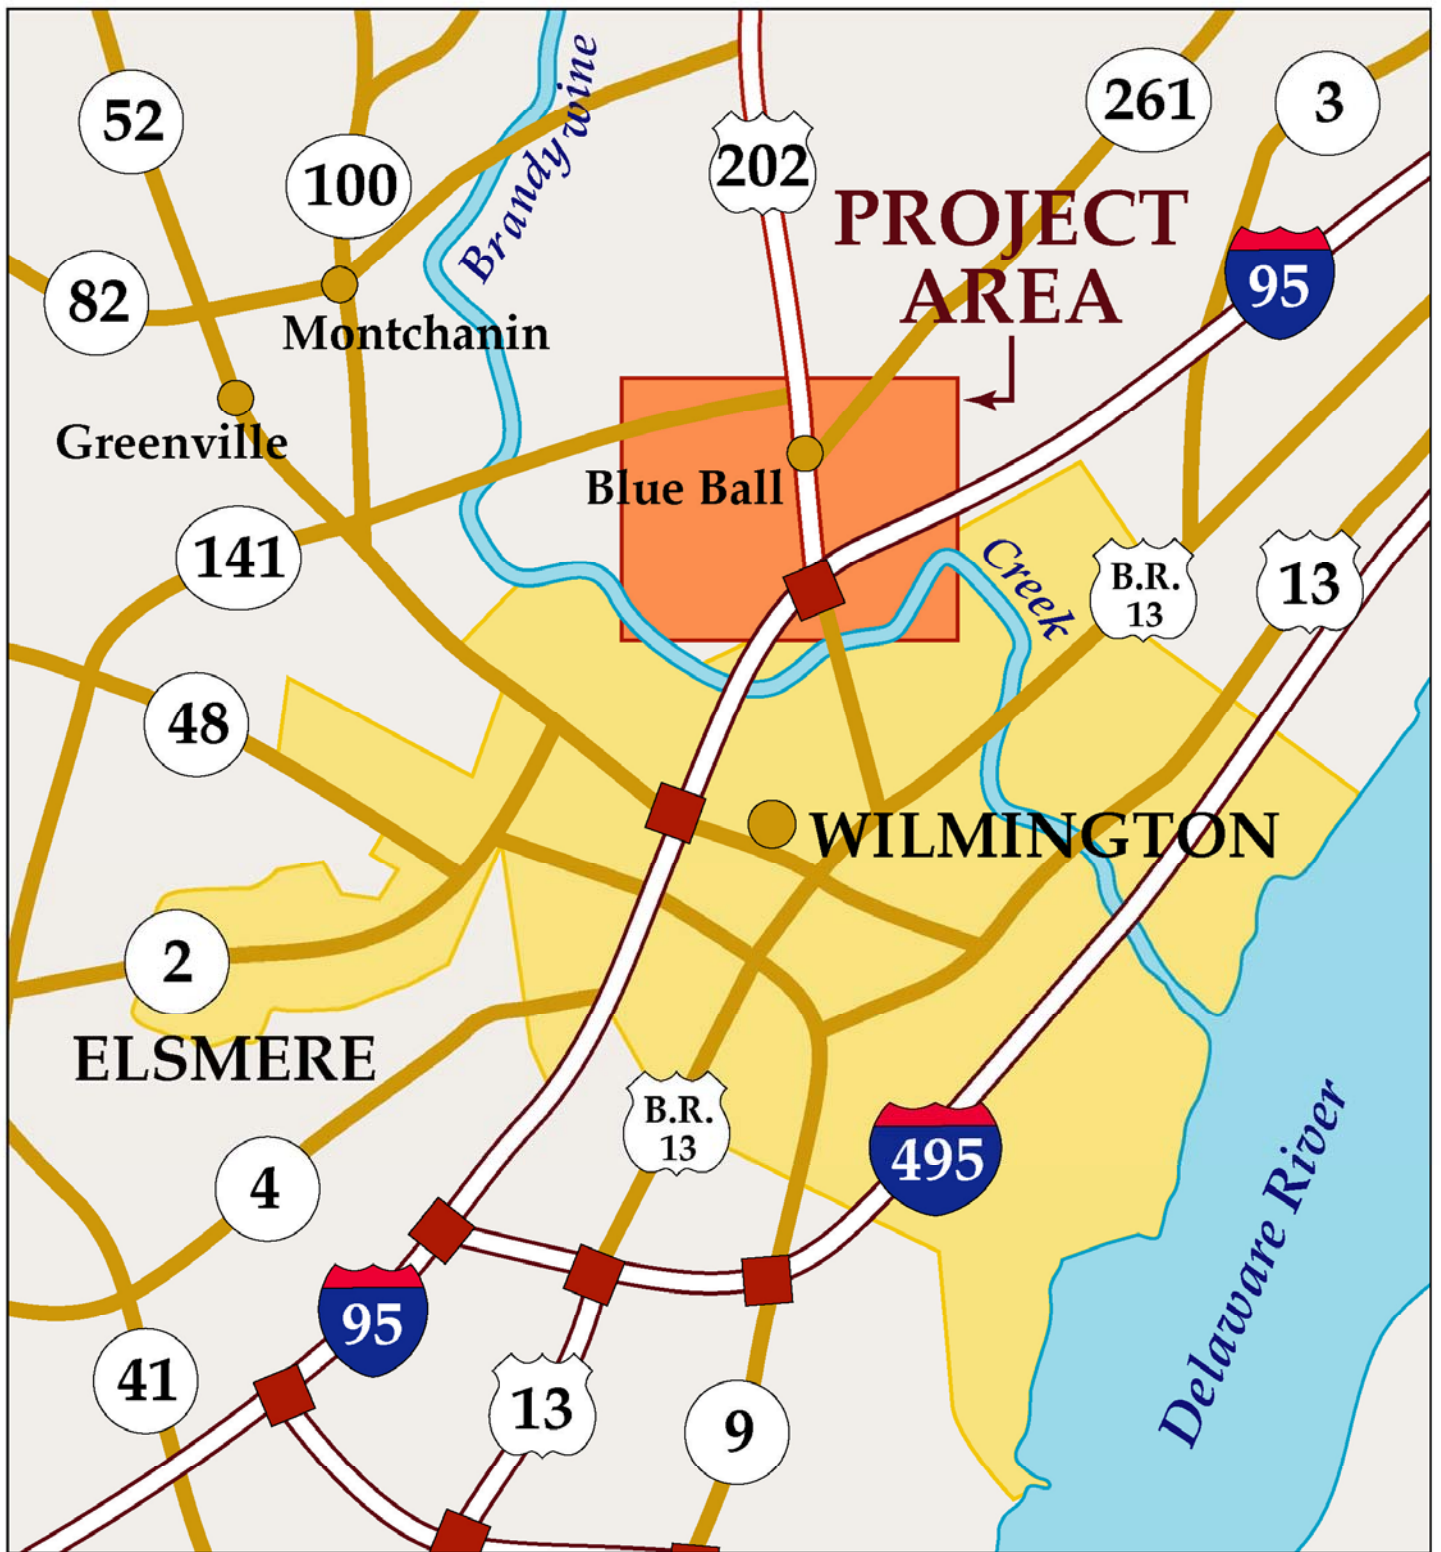 52
100
Brandywine
202
261
3
PROJECT
AREA
95
82
Montchanin
Greenville
Blue Ball
141
Creek
B.R.
13
13
48
WILMINGTON
2
ELSMERE
B.R.
13
495
4
Delaware River
95
41
13
9